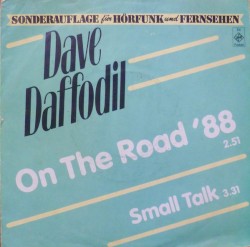 SONDERAUFLAGE für HÖRFUNK und FERNSEHEN
Dave
Daffodil
On The Road '88
2.51
Small Talk 3.31